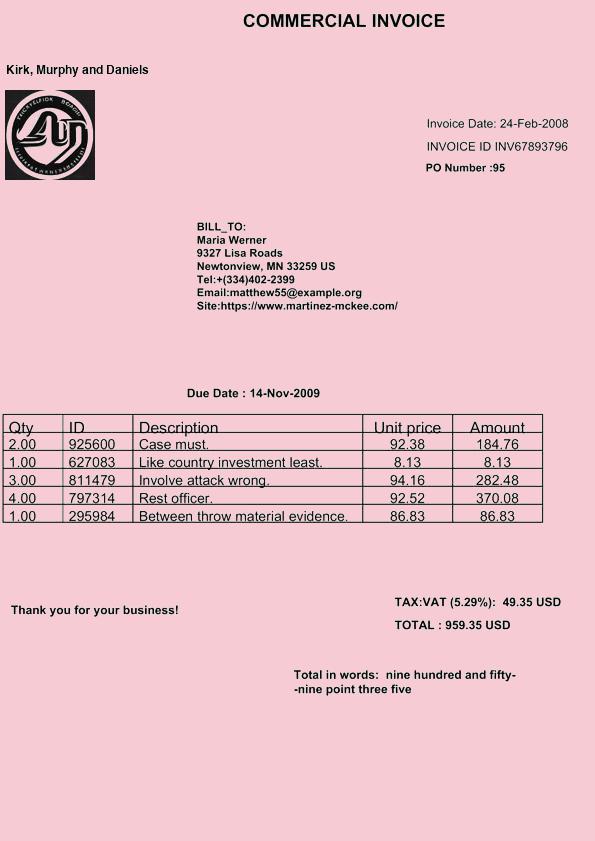 COMMERCIAL INVOICE
Kirk, Murphy and Daniels
Invoice Date: 24-Feb-2008
INVOICE ID INV67893796
PO Number :95
BILL_TO:
Maria Werner
9327 Lisa Roads
Newtonview, MN 33259 US
Tel:+(334)402-2399
Email:matthew55@example.org
Site:https://www.martinez-mckee.com/
Due Date : 14-Nov-2009
Qty ID Description Unit price Amount
2.00 925600 Case must. 92.38 184.76
1.00 627083 Like country investment least. 8.13 8.13
3.00 811479 Involve attack wrong. 94.16 282.48
4.00 797314 Rest officer. 92.52 370.08
1.00 295984 Between throw material evidence. 86.83 86.83
TAX:VAT (5.29%): 49.35 USD
Thank you for your business!
TOTAL : 959.35 USD
Total in words: nine hundred and fifty-
-nine point three five